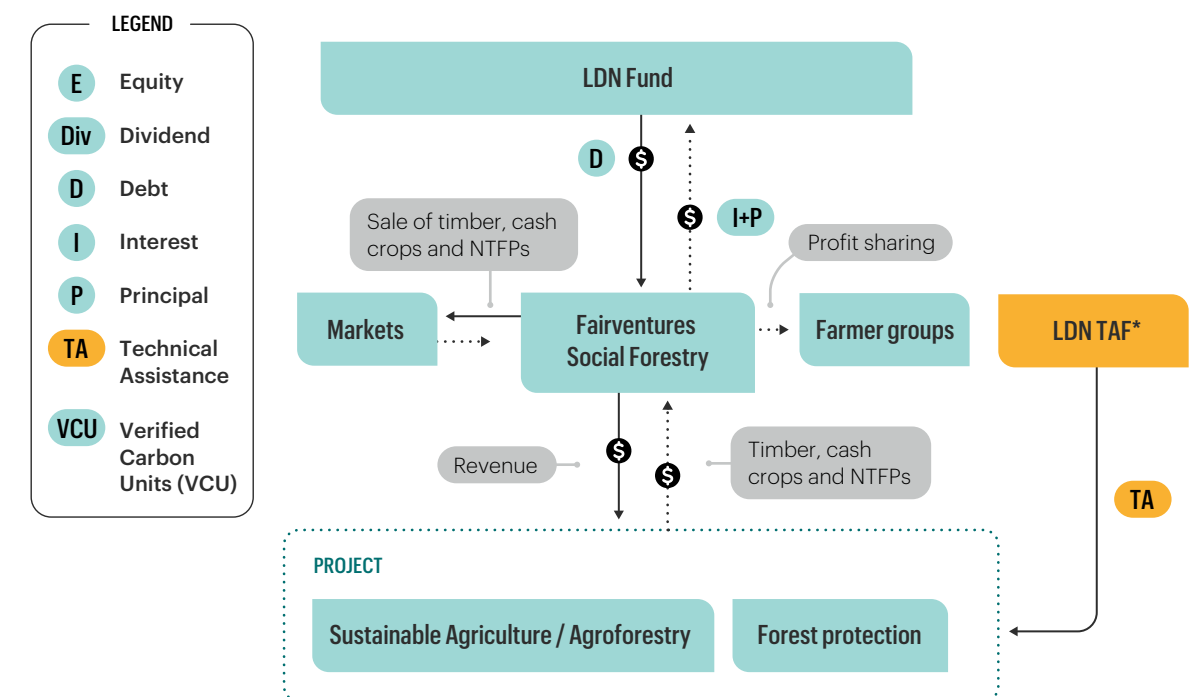 LEGEND
E Equity
Div Dividend
D Debt
I Interest
P Principal
TA Technical
Assistance
VCU Verified
Carbon
Units (VCU)
LDN Fund
D $
$ I+P
Sale of timber, cash
crops and NTFPs
Profit sharing
Markets
Fairventures
Social Forestry
Farmer groups
LDN TAF*
Revenue
$
$
Timber, cash
crops and NTFPs
TA
PROJECT
Sustainable Agriculture / Agroforestry
Forest protection